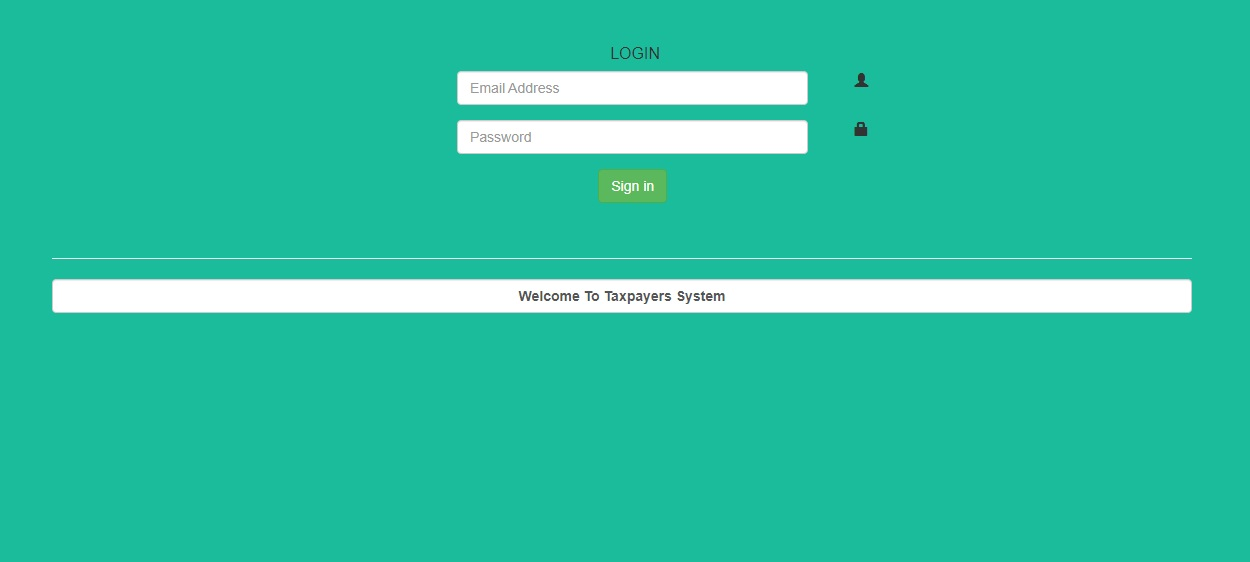 LOGIN
Email Address
Password
Sign in
Welcome To Taxpayers System